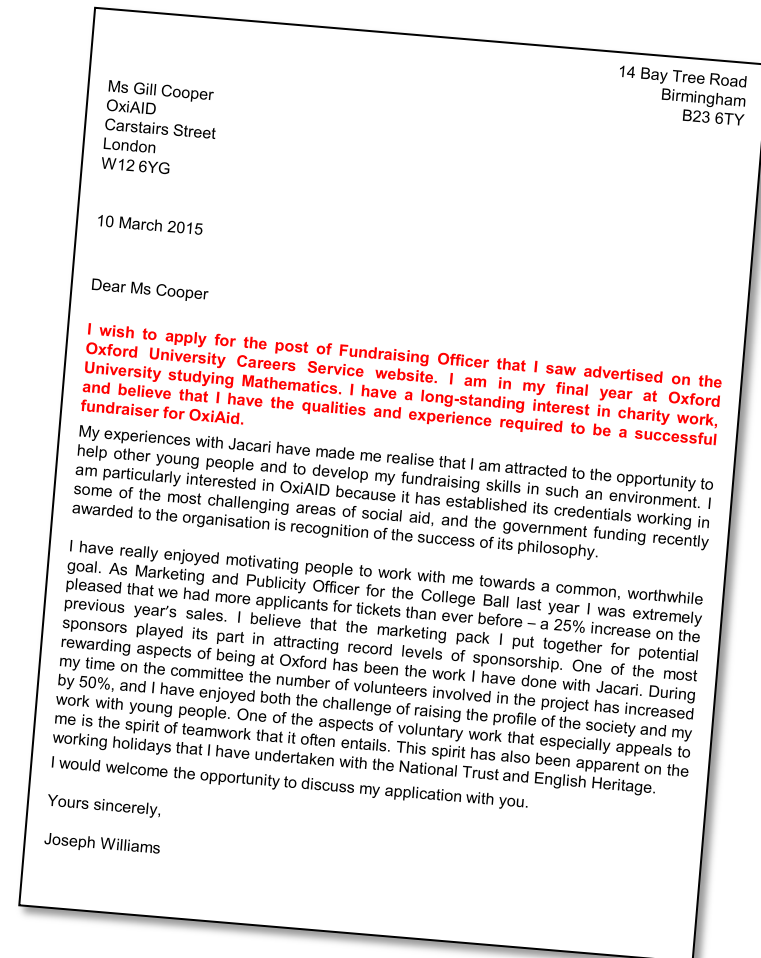 14 Bay Tree Road
Birmingham
B23 6TY
Ms Gill Cooper
OxiAID
Carstairs Street
London
W12 6YG
10 March 2015
Dear Ms Cooper
I wish to apply for the post of Fundraising Officer that I saw advertised on the
Oxford University Careers Service website. I am in my final year at Oxford
University studying Mathematics. I have a long-standing interest in charity work,
and believe that I have the qualities and experience required to be a successful
fundraiser for OxiAid.
My experiences with Jacari have made me realise that I am attracted to the opportunity to
help other young people and to develop my fundraising skills in such an environment. I
am particularly interested in OxiAID because it has established its credentials working in
some of the most challenging areas of social aid, and the government funding recently
awarded to the organisation is recognition of the success of its philosophy.
I have really enjoyed motivating people to work with me towards a common, worthwhile
goal. As Marketing and Publicity Officer for the College Ball last year I was extremely
pleased that we had more applicants for tickets than ever before – a 25% increase on the
previous year's sales. I believe that the marketing pack I put together for potential
sponsors played its part in attracting record levels of sponsorship. One of the most
rewarding aspects of being at Oxford has been the work I have done with Jacari. During
my time on the committee the number of volunteers involved in the project has increased
by 50%, and I have enjoyed both the challenge of raising the profile of the society and my
work with young people. One of the aspects of voluntary work that especially appeals to
me is the spirit of teamwork that it often entails. This spirit has also been apparent on the
working holidays that I have undertaken with the National Trust and English Heritage.
I would welcome the opportunity to discuss my application with you.
Yours sincerely,
Joseph Williams